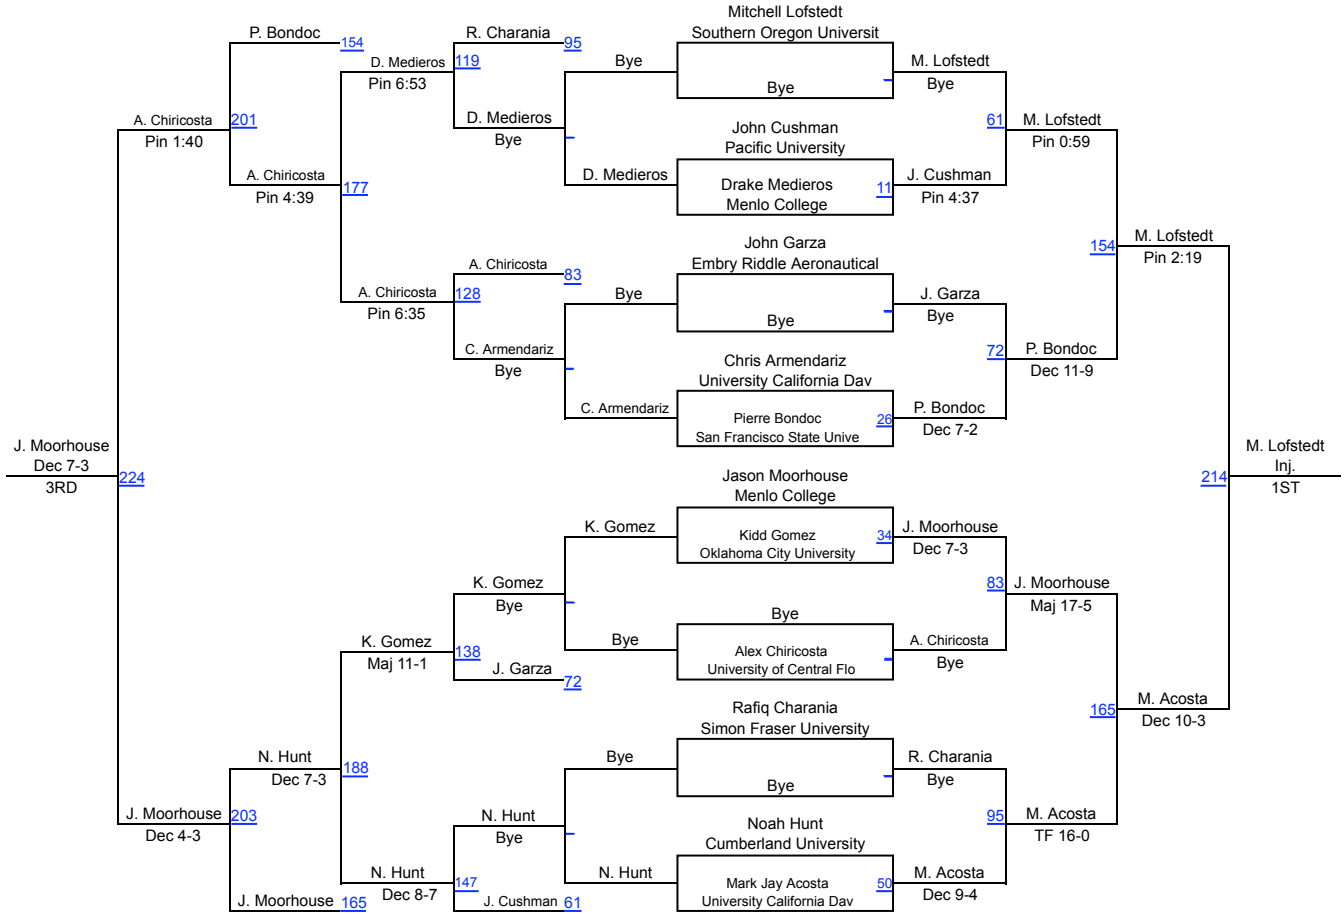 Mitchell Lofstedt
Southern Oregon Universit
P. Bondoc
154
R. Charania
95
D. Medieros
119
Pin 6:53
Bye
Bye
M. Lofstedt
Bye
A. Chiricosta
201
Pin 1:40
D. Medieros
Bye
John Cushman
Pacific University
61
M. Lofstedt
Pin 0:59
A. Chiricosta
177
Pin 4:39
D. Medieros
Drake Medieros
Menlo College
11
J. Cushman
Pin 4:37
John Garza
Embry Riddle Aeronautical
154
M. Lofstedt
Pin 2:19
A. Chiricosta
83
A. Chiricosta
128
Pin 6:35
Bye
Bye
J. Garza
Bye
C. Armendariz
Bye
Chris Armendariz
University California Dav
72
P. Bondoc
Dec 11-9
C. Armendariz
Pierre Bondoc
San Francisco State Unive
26
P. Bondoc
Dec 7-2
J. Moorhouse
Dec 7-3
3RD
224
Jason Moorhouse
Menlo College
214
M. Lofstedt
Inj.
1ST
K. Gomez
Kidd Gomez
Oklahoma City University
34
J. Moorhouse
Dec 7-3
K. Gomez
Bye
83
J. Moorhouse
Maj 17-5
Bye
K. Gomez
138
Maj 11-1
Bye
Alex Chiricosta
University of Central Flo
A. Chiricosta
Bye
J. Garza
72
Rafiq Charania
Simon Fraser University
165
M. Acosta
Dec 10-3
N. Hunt
188
Dec 7-3
Bye
Bye
R. Charania
Bye
J. Moorhouse
203
Dec 4-3
N. Hunt
Bye
Noah Hunt
Cumberland University
95
M. Acosta
TF 16-0
N. Hunt
147
Dec 8-7
N. Hunt
Mark Jay Acosta
University California Dav
50
M. Acosta
Dec 9-4
J. Moorhouse
165
J. Cushman
61